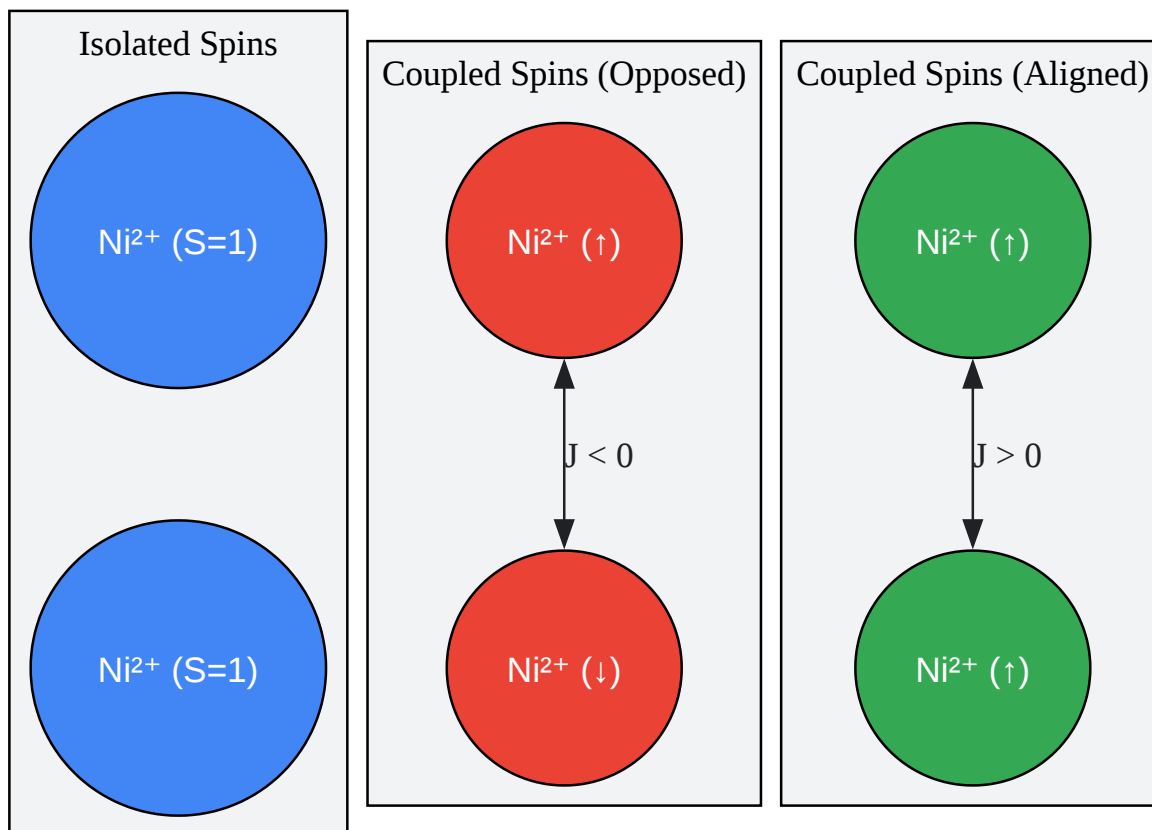 Isolated Spins
Ni²⁺ (S=1)
Ni²⁺ (S=1)
Coupled Spins (Opposed)
Ni²⁺ (↑)
J < 0
Ni²⁺ (↓)
Coupled Spins (Aligned)
Ni²⁺ (↑)
J > 0
Ni²⁺ (↑)